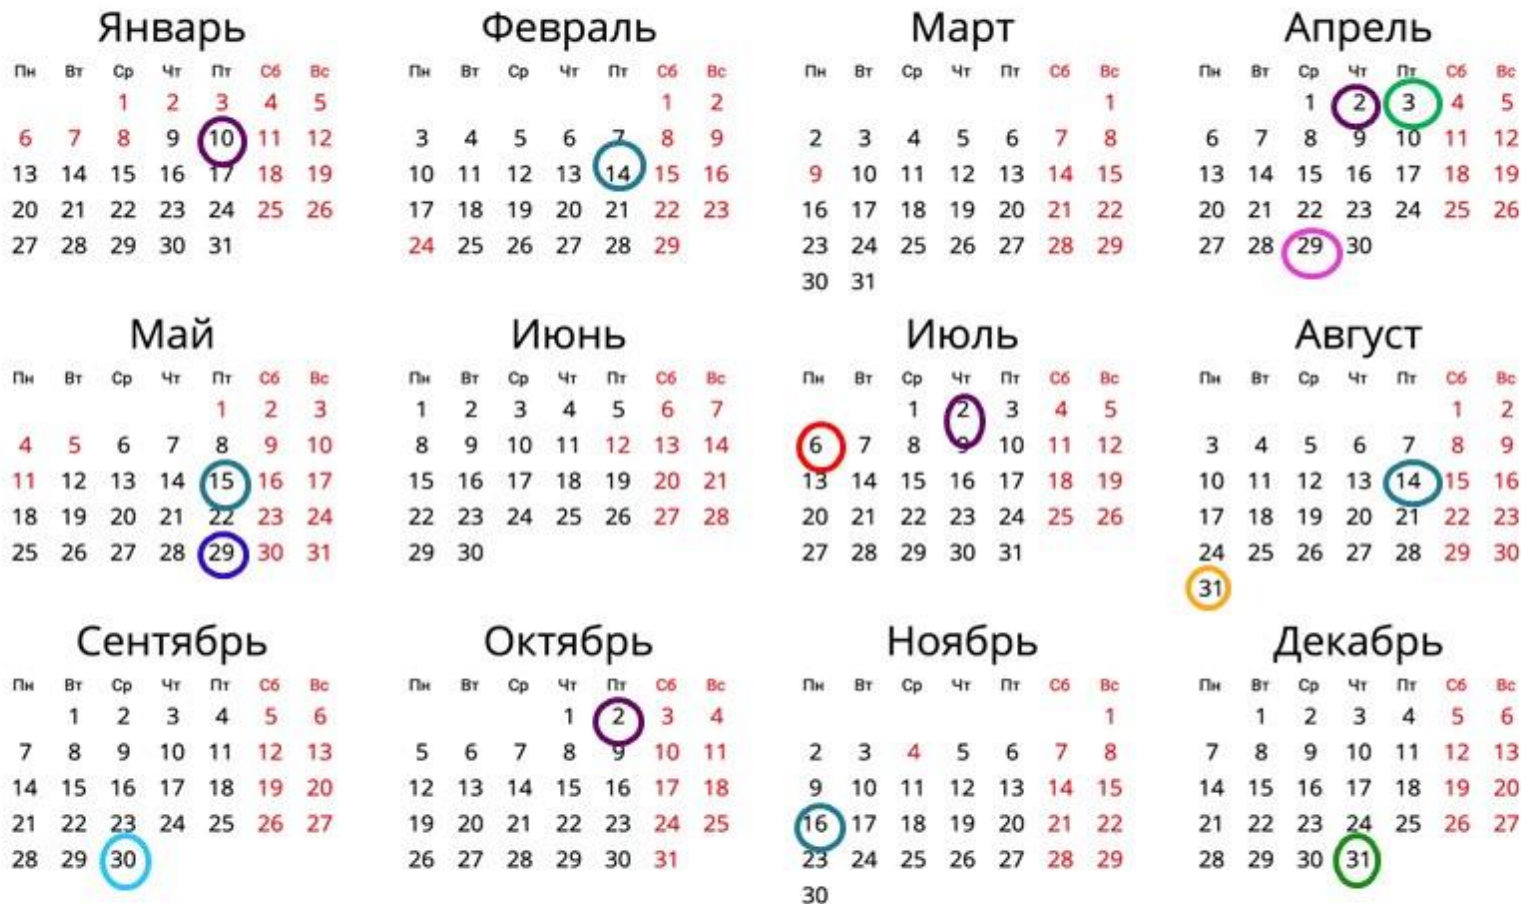 Январь
Пн Вт Ср Чт Пт Сб Вс
1 2 3 4 5
6 7 8 9 10 11 12
13 14 15 16 17 18 19
20 21 22 23 24 25 26
27 28 29 30 31
Февраль
Пн Вт Ср Чт Пт Сб Вс
1 2
3 4 5 6 7 8 9
10 11 12 13 14 15 16
17 18 19 20 21 22 23
24 25 26 27 28 29
Март
Пн Вт Ср Чт Пт Сб Вс
1
2 3 4 5 6 7 8
9 10 11 12 13 14 15
16 17 18 19 20 21 22
23 24 25 26 27 28 29
30 31
Апрель
Пн Вт Ср Чт Пт Сб Вс
1 2 3 4 5
6 7 8 9 10 11 12
13 14 15 16 17 18 19
20 21 22 23 24 25 26
27 28 29 30
Май
Пн Вт Ср Чт Пт Сб Вс
1 2 3
4 5 6 7 8 9 10
11 12 13 14 15 16 17
18 19 20 21 22 23 24
25 26 27 28 29 30 31
Июнь
Пн Вт Ср Чт Пт Сб Вс
1 2 3 4 5 6 7
8 9 10 11 12 13 14
15 16 17 18 19 20 21
22 23 24 25 26 27 28
29 30
Июль
Пн Вт Ср Чт Пт Сб Вс
1 2 3 4 5
6 7 8 9 10 11 12
13 14 15 16 17 18 19
20 21 22 23 24 25 26
27 28 29 30 31
Август
Пн Вт Ср Чт Пт Сб Вс
1 2
3 4 5 6 7 8 9
10 11 12 13 14 15 16
17 18 19 20 21 22 23
24 25 26 27 28 29 30
31
Сентябрь
Пн Вт Ср Чт Пт Сб Вс
1 2 3 4 5 6
7 8 9 10 11 12 13
14 15 16 17 18 19 20
21 22 23 24 25 26 27
28 29 30
Октябрь
Пн Вт Ср Чт Пт Сб Вс
1 2 3 4
5 6 7 8 9 10 11
12 13 14 15 16 17 18
19 20 21 22 23 24 25
26 27 28 29 30 31
Ноябрь
Пн Вт Ср Чт Пт Сб Вс
1
2 3 4 5 6 7 8
9 10 11 12 13 14 15
16 17 18 19 20 21 22
23 24 25 26 27 28 29
30
Декабрь
Пн Вт Ср Чт Пт Сб Вс
1 2 3 4 5 6
7 8 9 10 11 12 13
14 15 16 17 18 19 20
21 22 23 24 25 26 27
28 29 30 31